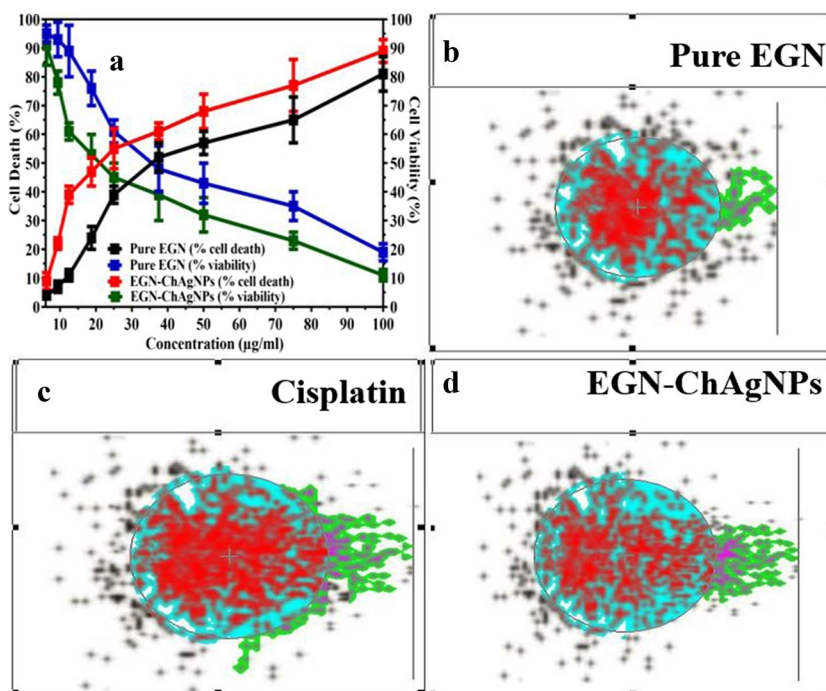 a
Cell Death (%)
100
90
80
70
60
50
40
30
20
10
0
100
90
80
70
60
50
40
30
20
10
0
Cell Viability (%)
Pure EGN (% cell death)
Pure EGN (% viability)
EGN-ChAgNPs (% cell death)
EGN-ChAgNPs (% viability)
10 20 30 40 50 60 70 80 90 100
Concentration (µg/ml)
b
Pure EGN
c
Cisplatin
d
EGN-ChAgNPs